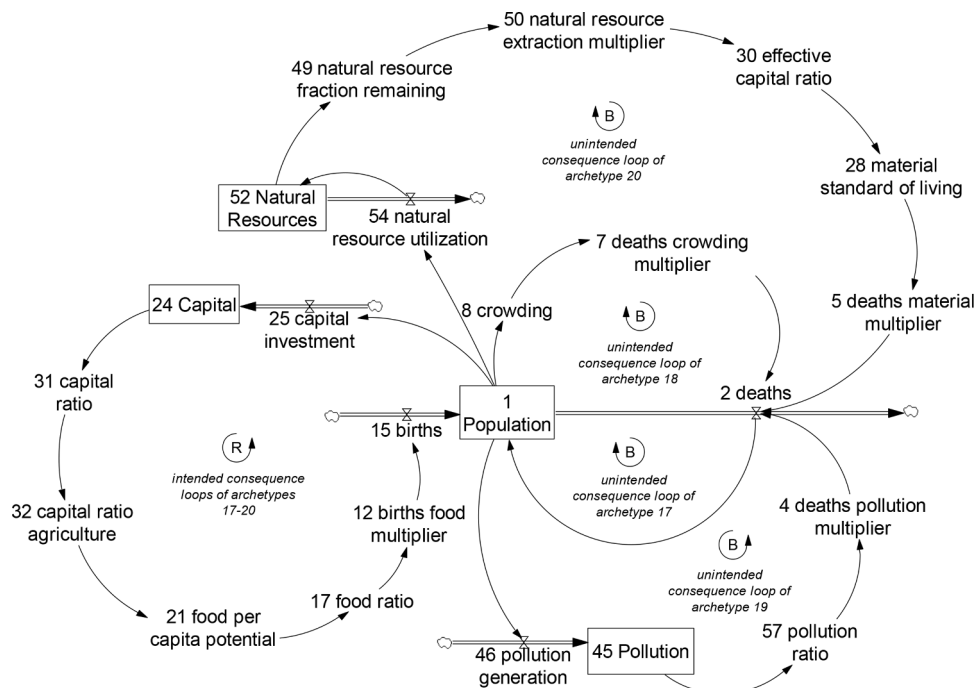 50 natural resource
extraction multiplier
30 effective
capital ratio
49 natural resource
fraction remaining
B
unintended
consequence loop of
archetype 20
28 material
standard of living
52 Natural
Resources
54 natural
resource utilization
7 deaths crowding
multiplier
24 Capital
25 capital
investment
8 crowding
B
unintended
consequence loop of
archetype 18
5 deaths material
multiplier
31 capital
ratio
2 deaths
1
Population
15 births
R
intended consequence
loops of archetypes
17-20
B
unintended
consequence loop of
archetype 17
32 capital ratio
agriculture
12 births food
multiplier
4 deaths pollution
multiplier
B
unintended
consequence loop of
archetype 19
17 food ratio
21 food per
capita potential
57 pollution
ratio
46 pollution
generation
45 Pollution